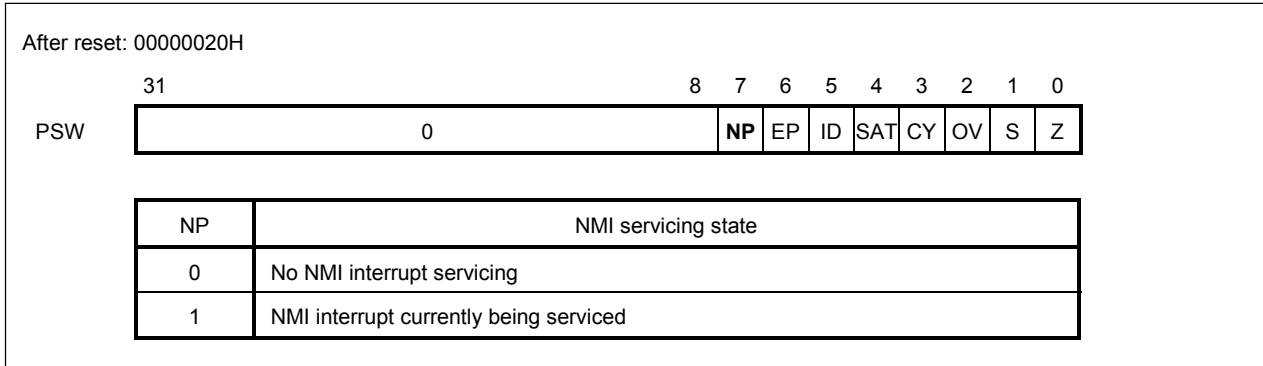 After reset: 00000020H
31 8 7 6 5 4 3 2 1 0
PSW 0 NP EP ID SAT CY OV S Z
NP NMI servicing state
0 No NMI interrupt servicing
1 NMI interrupt currently being serviced